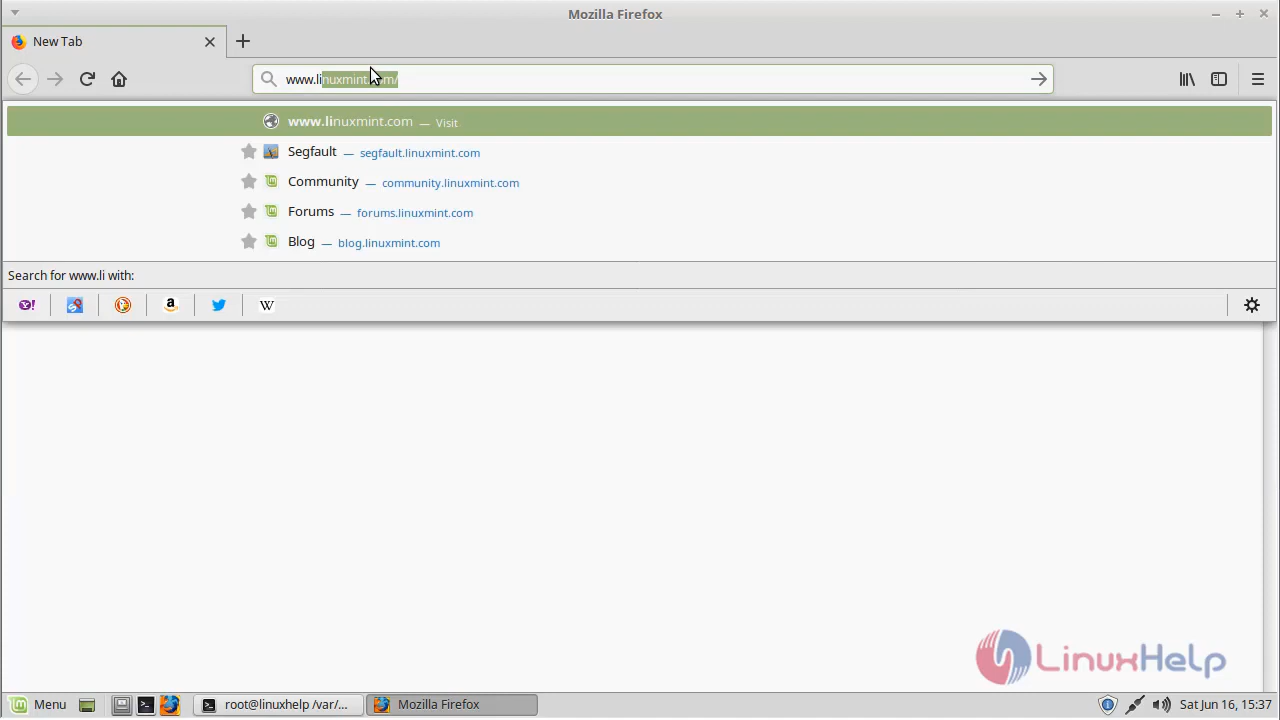 Mozilla Firefox
New Tab
www.linuxmint.com/
www.linuxmint.com — Visit
Segfault — segfault.linuxmint.com
Community — community.linuxmint.com
Forums — forums.linuxmint.com
Blog — blog.linuxmint.com
Search for www.li with:
Y!
a
W
LinuxHelp
Menu
root@linuxhelp /var/...
Mozilla Firefox
Sat Jun 16, 15:37